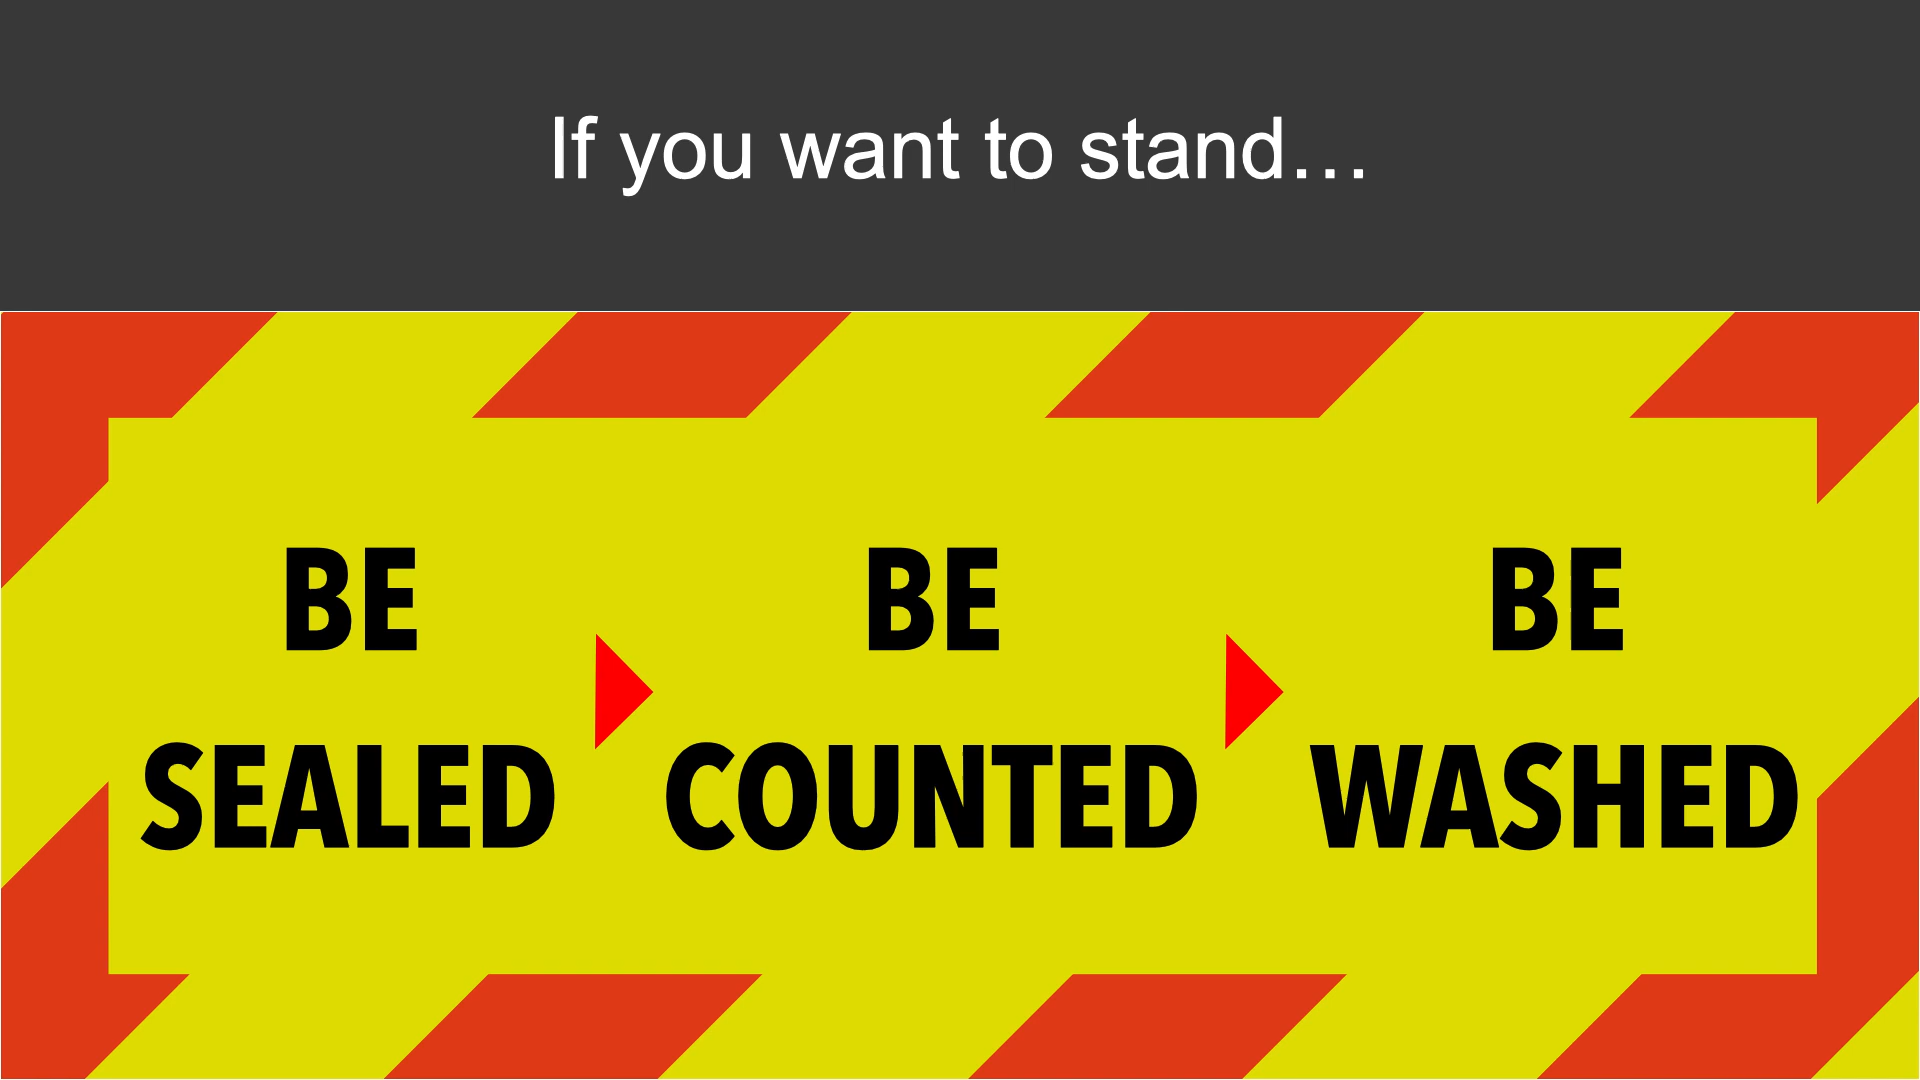 If you want to stand…
BE
SEALED
BE
COUNTED
BE
WASHED